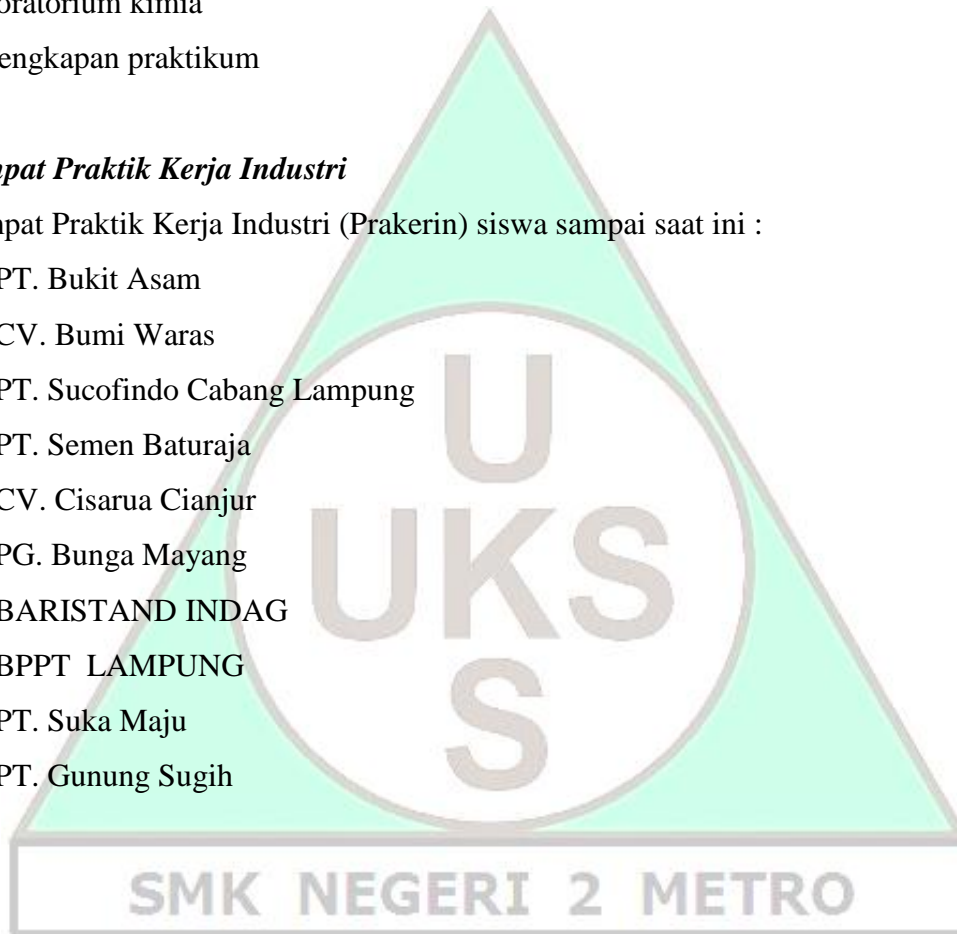 oratorium kimia
engkapan praktikum
pat Praktik Kerja Industri
pat Praktik Kerja Industri (Prakerin) siswa sampai saat ini :
PT. Bukit Asam
CV. Bumi Waras
PT. Sucofindo Cabang Lampung
PT. Semen Baturaja
CV. Cisarua Cianjur
PG. Bunga Mayang
BARISTAND INDAG
BPPT LAMPUNG
PT. Suka Maju
PT. Gunung Sugih
U
UKS
S
SMK NEGERI 2 METRO